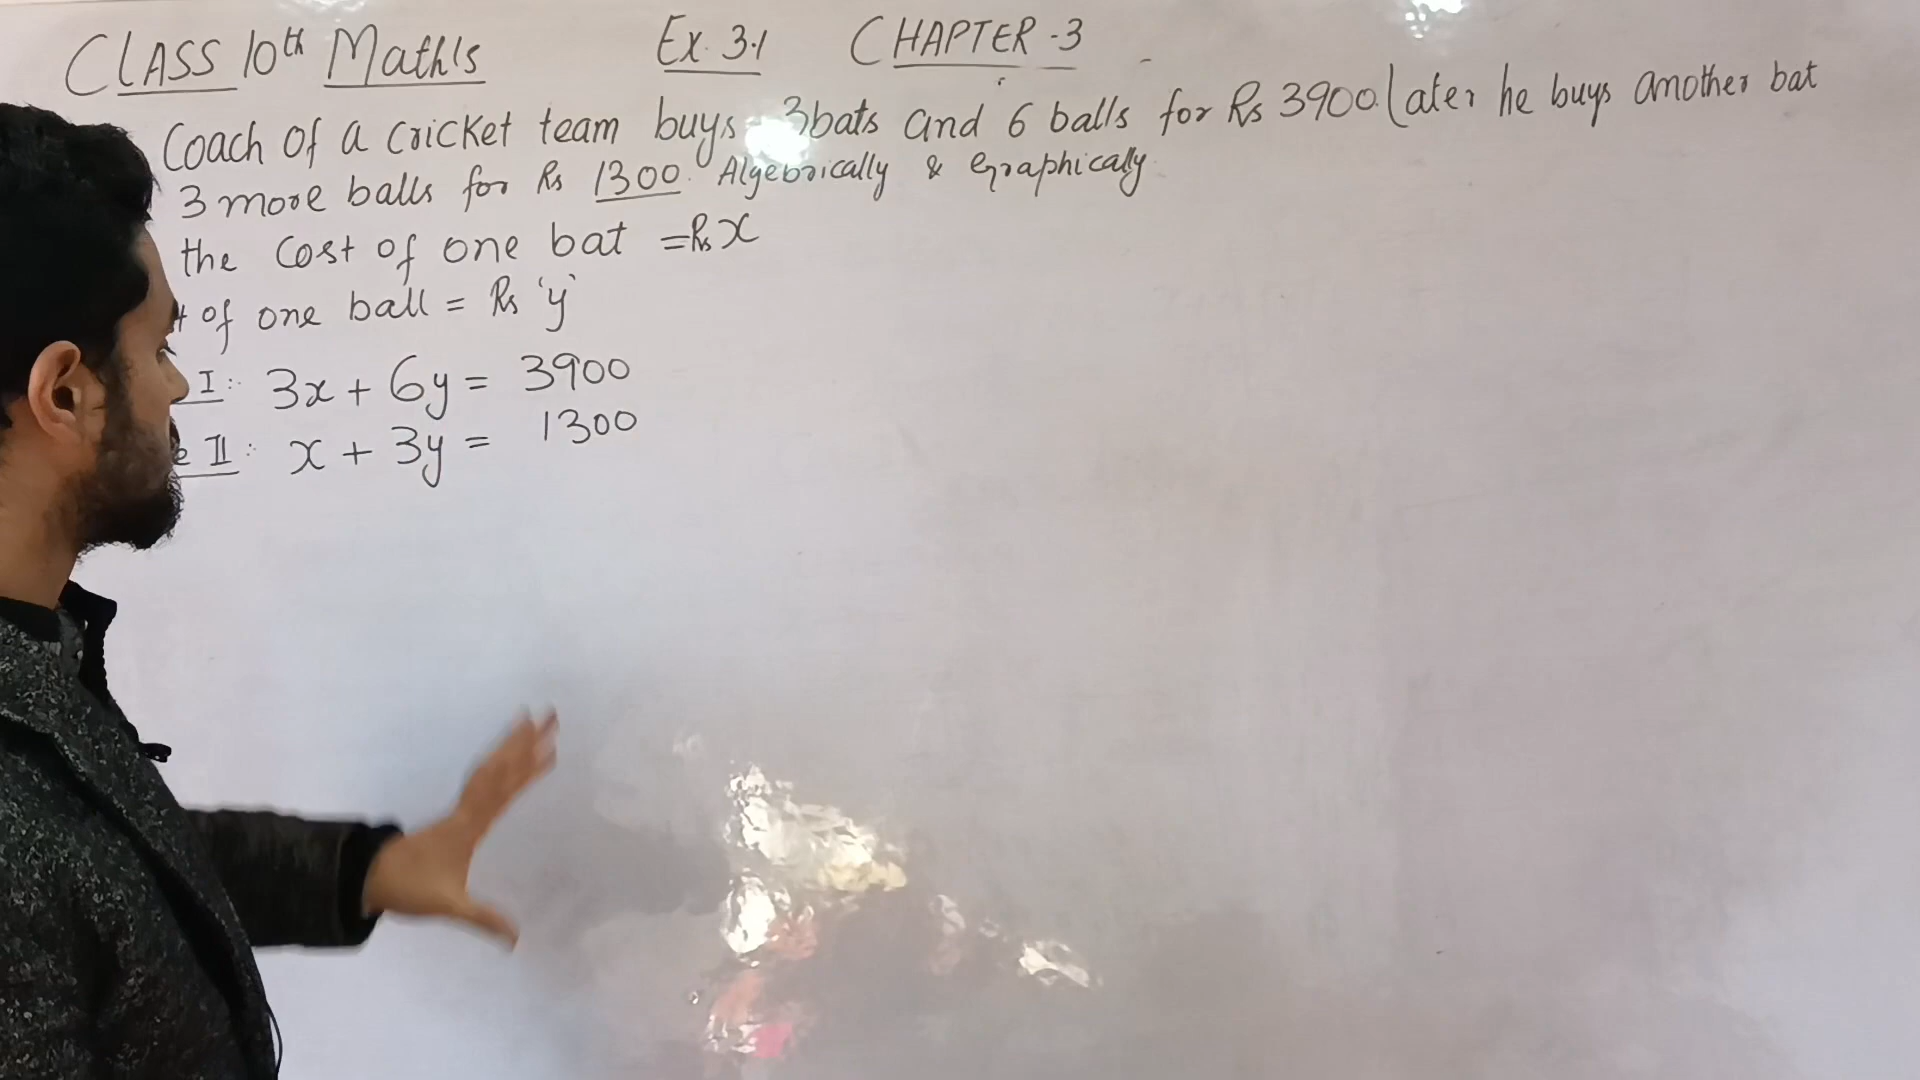 CLASS 10th Math's Ex. 3.1 CHAPTER-3
Coach of a cricket team buys 3bats and 6 balls for Rs 3900. Later he buys another bat
3 more balls for Rs 1300. Algebrically & Graphically
the cost of one bat = Rs x
of one ball = Rs 'y'
I :- 3x + 6y = 3900
e II :- x + 3y = 1300